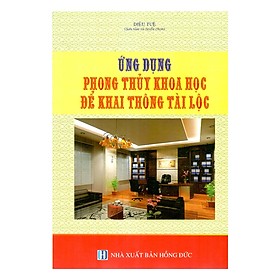 DIỆU TUỆ
ỨNG DỤNG
PHONG THỦY KHOA HỌC
ĐỂ KHAI THÔNG TÀI LỘC
NHÀ XUẤT BẢN HỒNG ĐỨC